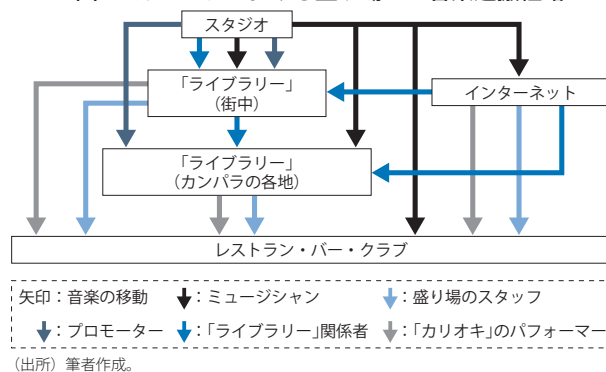 スタジオ
「ライブラリー」
（街中）
インターネット
「ライブラリー」
（カンパラの各地）
レストラン・バー・クラブ
矢印：音楽の移動 ：ミュージシャン ：盛り場のスタッフ
：プロモーター ：「ライブラリー」関係者 ：「カリオキ」のパフォーマー
（出所）筆者作成。